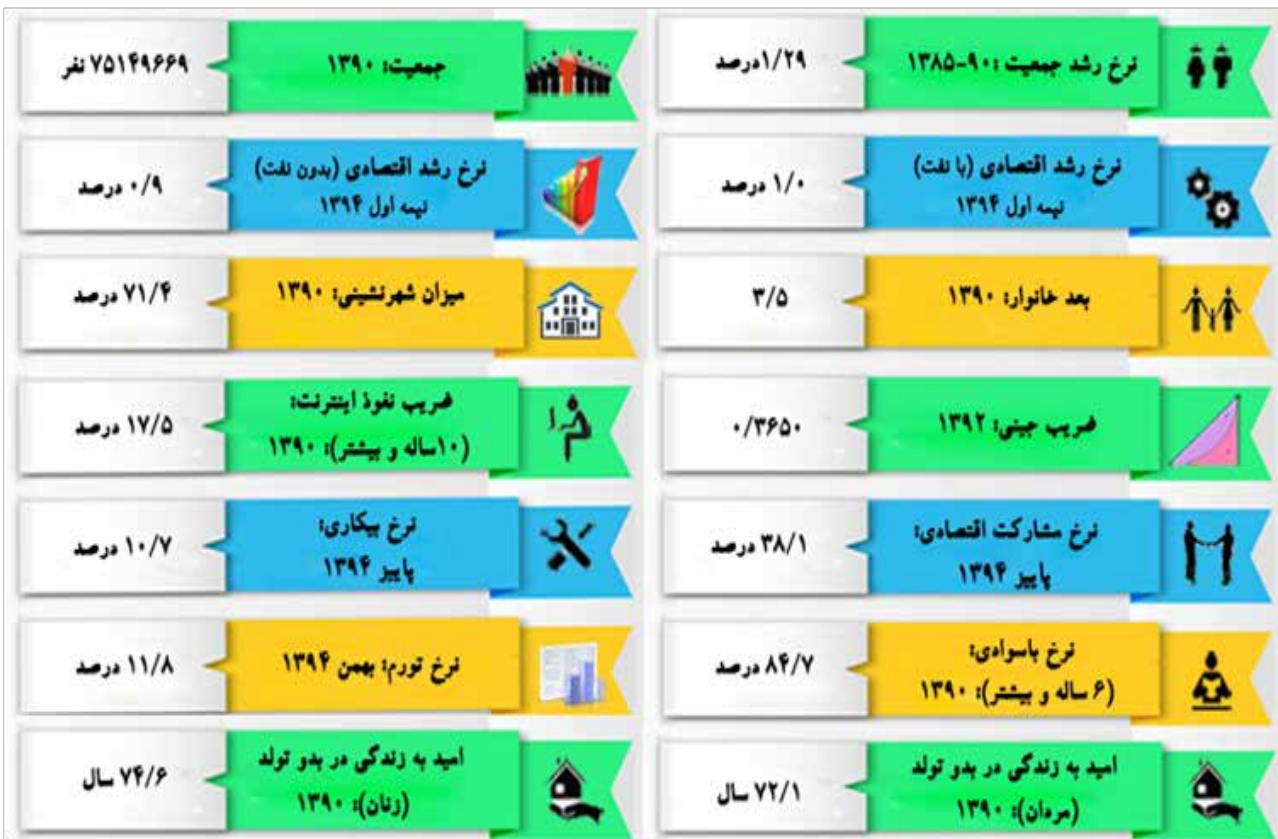 نرخ رشد جمعیت :۹۰-۱۳۸۵
۱/۲۹درصد
جمعیت: ۱۳۹۰
۷۵۱۴۹۶۶۹ نفر
نرخ رشد اقتصادی (با نفت)
نیمه اول ۱۳۹۴
۱/۰ درصد
نرخ رشد اقتصادی (بدون نفت)
نیمه اول ۱۳۹۴
۰/۹ درصد
بعد خانوار: ۱۳۹۰
۳/۵
میزان شهرنشینی: ۱۳۹۰
۷۱/۴ درصد
ضریب جینی: ۱۳۹۲
۰/۳۶۵۰
ضریب نفوذ اینترنت:
(۱۰ساله و بیشتر): ۱۳۹۰
۱۷/۵ درصد
نرخ مشارکت اقتصادی:
پاییز ۱۳۹۴
۳۸/۱ درصد
نرخ بیکاری:
پاییز ۱۳۹۴
۱۰/۷ درصد
نرخ باسوادی:
(۶ ساله و بیشتر): ۱۳۹۰
۸۴/۷ درصد
نرخ تورم: بهمن ۱۳۹۴
۱۱/۸ درصد
امید به زندگی در بدو تولد
(مردان): ۱۳۹۰
۷۲/۱ سال
امید به زندگی در بدو تولد
(زنان): ۱۳۹۰
۷۴/۶ سال